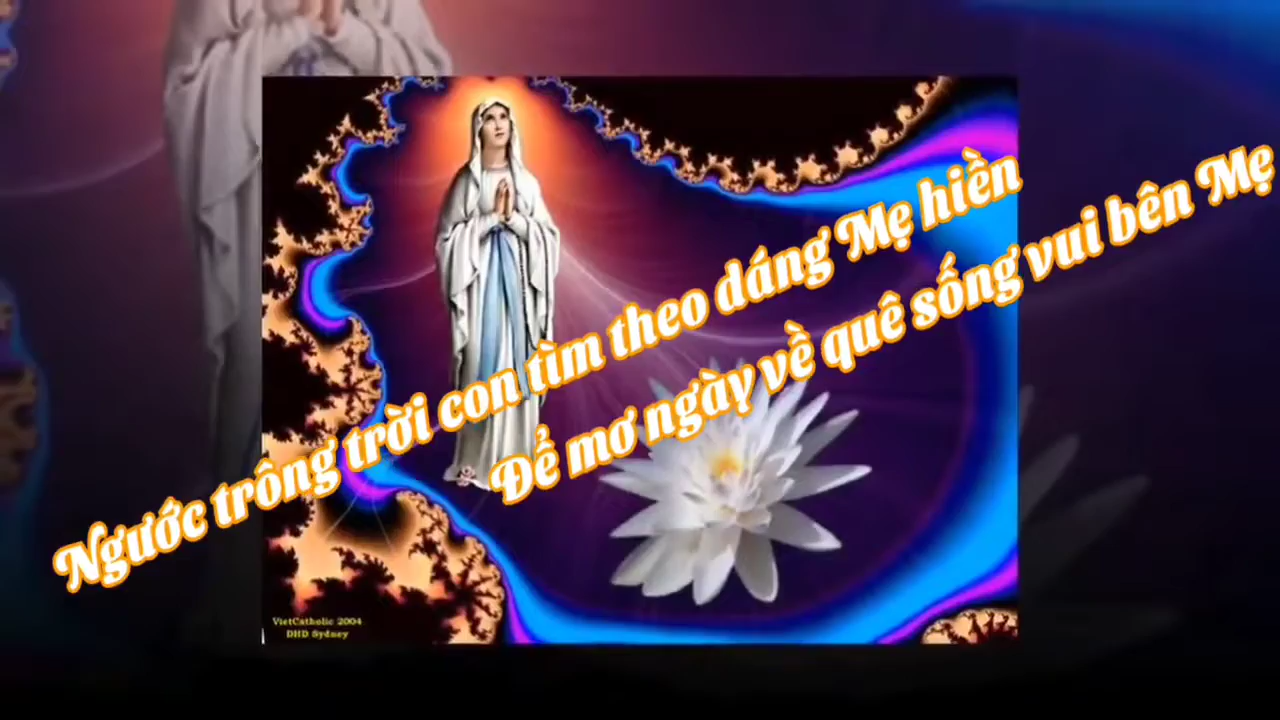 Ngước trông trời con tìm theo dáng Mẹ hiền
Để mơ ngày về quê sống vui bên Mẹ
VietCatholic 2004
DHD Sydney